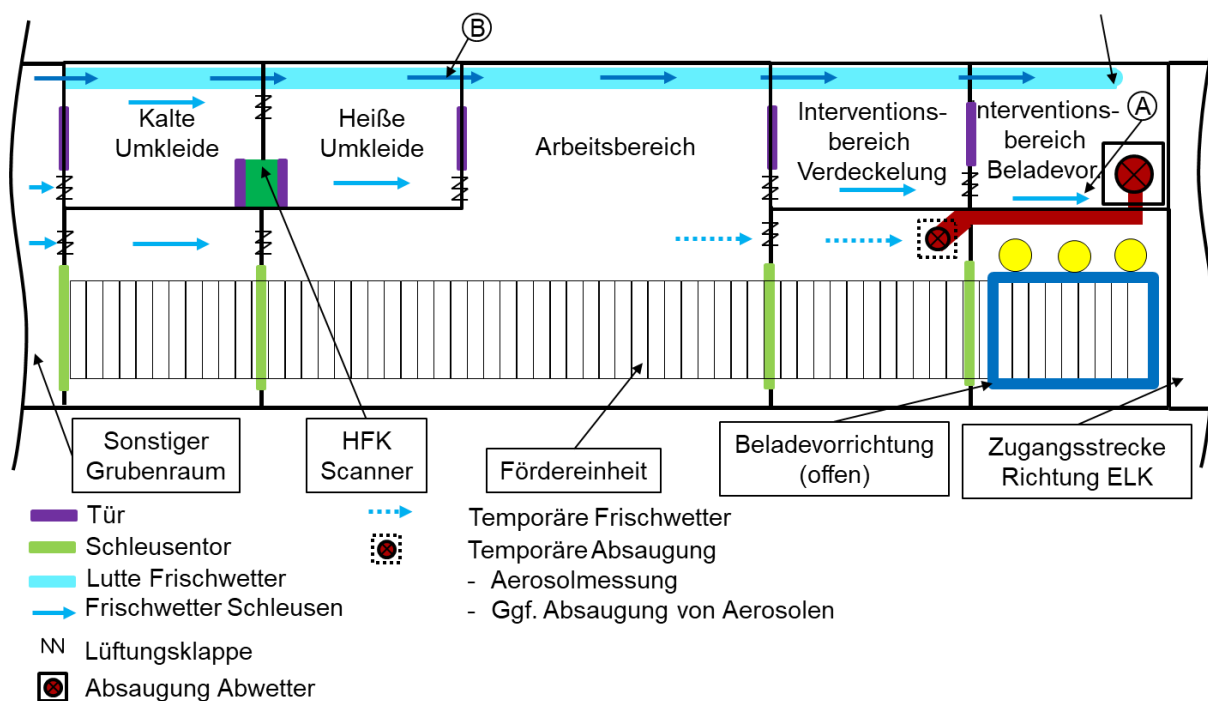 B
Kalte
Umkleide
Heiße
Umkleide
Arbeitsbereich
Interventions-
bereich
Verdeckelung
Interventions-
bereich
Beladevor.
A
Sonstiger
Grubenraum
HFK
Scanner
Fördereinheit
Beladevorrichtung
(offen)
Zugangsstrecke
Richtung ELK
Tür
Schleusentor
Lutte Frischwetter
Frischwetter Schleusen
Lüftungsklappe
Absaugung Abwetter
Temporäre Frischwetter
Temporäre Absaugung
- Aerosolmessung
- Ggf. Absaugung von Aerosolen